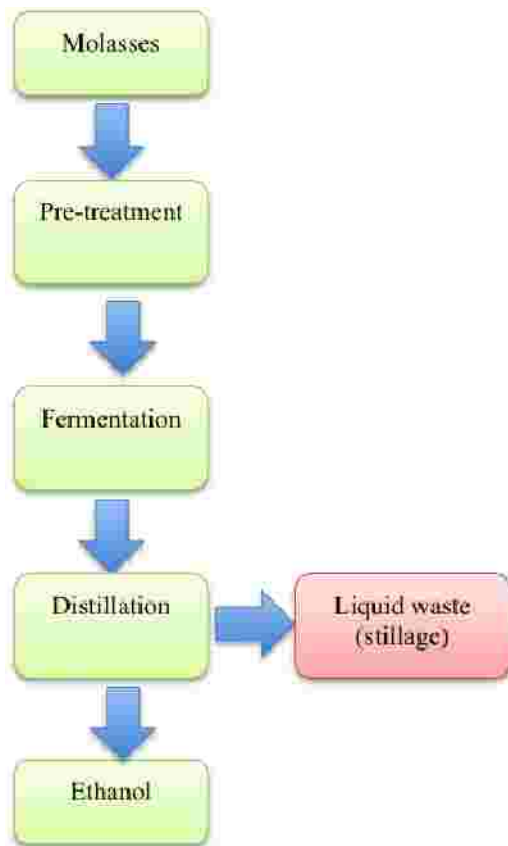 Molasses
Pre-treatment
Fermentation
Distillation
Liquid waste
(stillage)
Ethanol